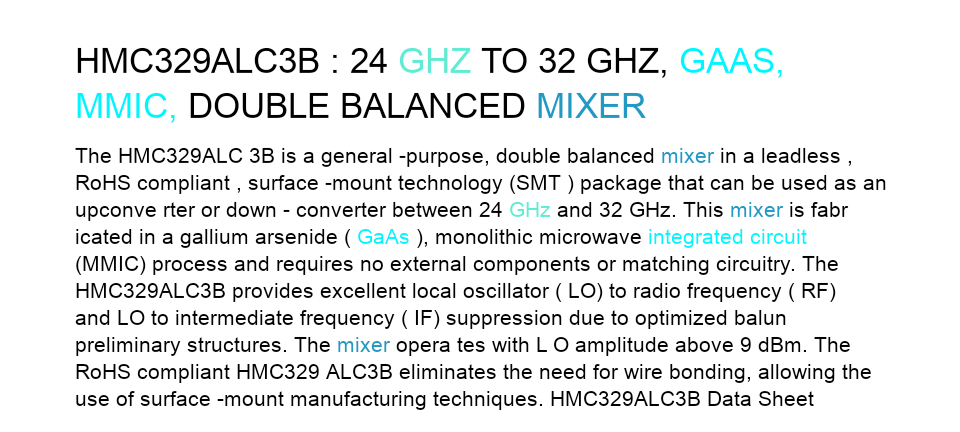 HMC329ALC3B : 24 GHZ TO 32 GHZ, GAAS,
MMIC, DOUBLE BALANCED MIXER
The HMC329ALC 3B is a general -purpose, double balanced mixer in a leadless ,
RoHS compliant , surface -mount technology (SMT ) package that can be used as an
upconve rter or down - converter between 24 GHz and 32 GHz. This mixer is fabr
icated in a gallium arsenide ( GaAs ), monolithic microwave integrated circuit
(MMIC) process and requires no external components or matching circuitry. The
HMC329ALC3B provides excellent local oscillator ( LO) to radio frequency ( RF)
and LO to intermediate frequency ( IF) suppression due to optimized balun
preliminary structures. The mixer opera tes with L O amplitude above 9 dBm. The
RoHS compliant HMC329 ALC3B eliminates the need for wire bonding, allowing the
use of surface -mount manufacturing techniques. HMC329ALC3B Data Sheet